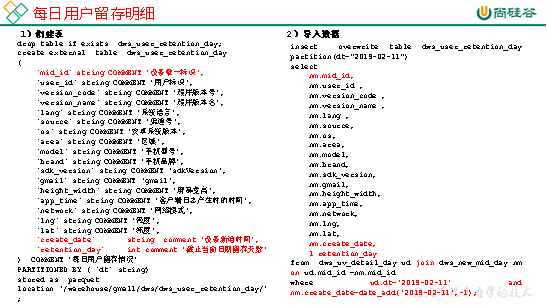 每日用户留存明细
尚硅谷
1）创建表
drop table if exists dws_user_retention_day;
create external table dws_user_retention_day
(
`mid_id` string COMMENT '设备唯一标识',
`user_id` string COMMENT '用户标识',
`version_code` string COMMENT '程序版本号',
`version_name` string COMMENT '程序版本名',
`lang` string COMMENT '系统语言',
`source` string COMMENT '渠道号',
`os` string COMMENT '安卓系统版本',
`area` string COMMENT '区域',
`model` string COMMENT '手机型号',
`brand` string COMMENT '手机品牌',
`sdk_version` string COMMENT 'sdkVersion',
`gmail` string COMMENT 'gmail',
`height_width` string COMMENT '屏幕宽高',
`app_time` string COMMENT '客户端日志产生时的时间',
`network` string COMMENT '网络模式',
`lng` string COMMENT '经度',
`lat` string COMMENT '纬度',
`create_date` string comment '设备新增时间',
`retention_day` int comment '截止当前日期留存天数'
) COMMENT '每日用户留存情况'
PARTITIONED BY ( `dt` string)
stored as parquet
location '/warehouse/gmall/dws/dws_user_retention_day/'
;
2）导入数据
insert overwrite table dws_user_retention_day
partition(dt="2019-02-11")
select
nm.mid_id,
nm.user_id ,
nm.version_code ,
nm.version_name ,
nm.lang ,
nm.source,
nm.os,
nm.area,
nm.model,
nm.brand,
nm.sdk_version,
nm.gmail,
nm.height_width,
nm.app_time,
nm.network,
nm.lng,
nm.lat,
nm.create_date,
1 retention_day
from dws_uv_detail_day ud join dws_new_mid_day nm
on ud.mid_id =nm.mid_id
where ud.dt='2019-02-11' and
nm.create_date=date_add('2019-02-11',-1);